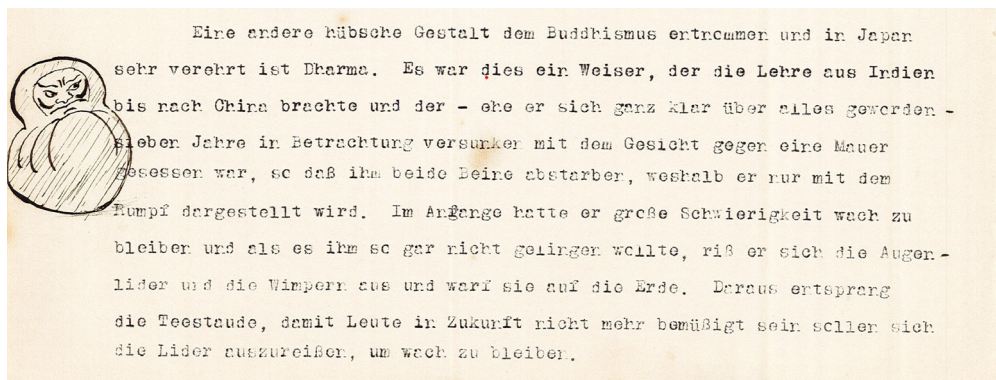 Eine andere hübsche Gestalt dem Buddhismus entnommen und in Japan
sehr verehrt ist Dharma. Es war dies ein Weiser, der die Lehre aus Indien
bis nach China brachte und der - ehe er sich ganz klar über alles geworden -
sieben Jahre in Betrachtung versunken mit dem Gesicht gegen eine Mauer
gesessen war, so daß ihm beide Beine abstarben, weshalb er nur mit dem
Rumpf dargestellt wird. Im Anfange hatte er große Schwierigkeit wach zu
bleiben und als es ihm so gar nicht gelingen wollte, riß er sich die Augen-
lider und die Wimpern aus und warf sie auf die Erde. Daraus entsprang
die Teestaude, damit Leute in Zukunft nicht mehr bemüßigt sein sollen sich
die Lider auszureißen, um wach zu bleiben.